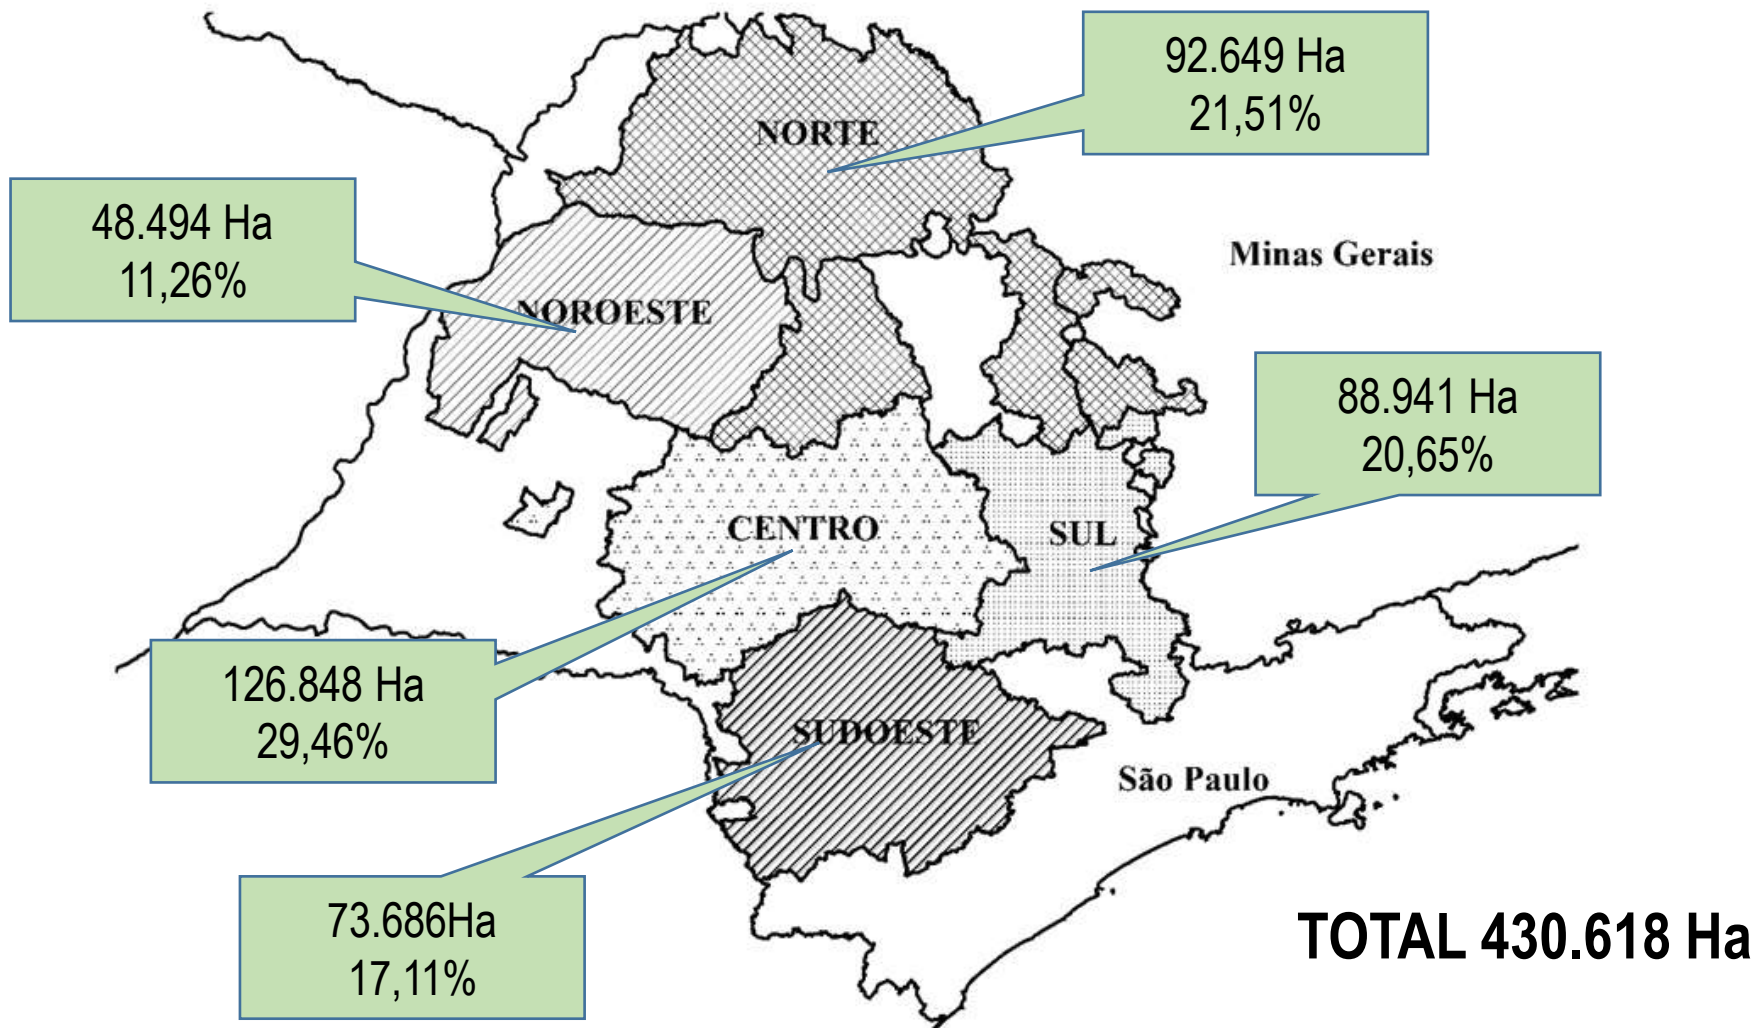 92.649 Ha
21,51%
NORTE
48.494 Ha
11,26%
Minas Gerais
NOROESTE
88.941 Ha
20,65%
CENTRO
SUL
126.848 Ha
29,46%
SUDOESTE
São Paulo
73.686Ha
17,11%
TOTAL 430.618 Ha